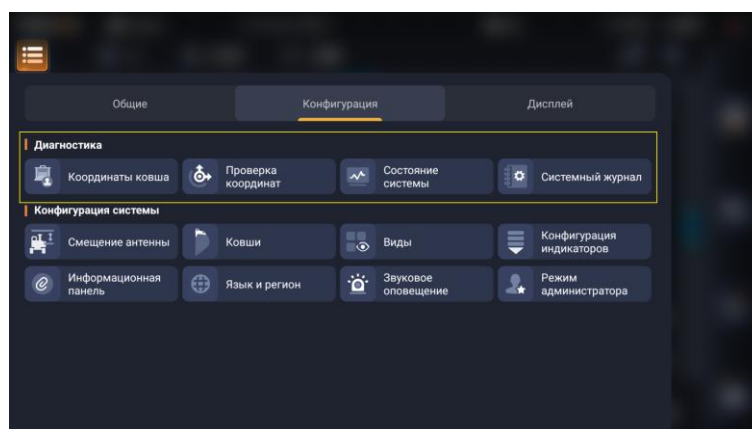 Общие Конфигурация Дисплей
Диагностика
Координаты ковша Проверка координат Состояние системы Системный журнал
Конфигурация системы
Смещение антенны Ковши Виды Конфигурация индикаторов
Информационная панель Язык и регион Звуковое оповещение Режим администратора